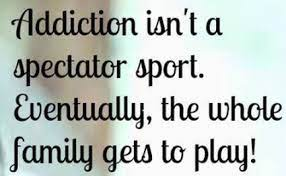 Addiction isn't a
spectator sport.
Eventually, the whole
family gets to play!